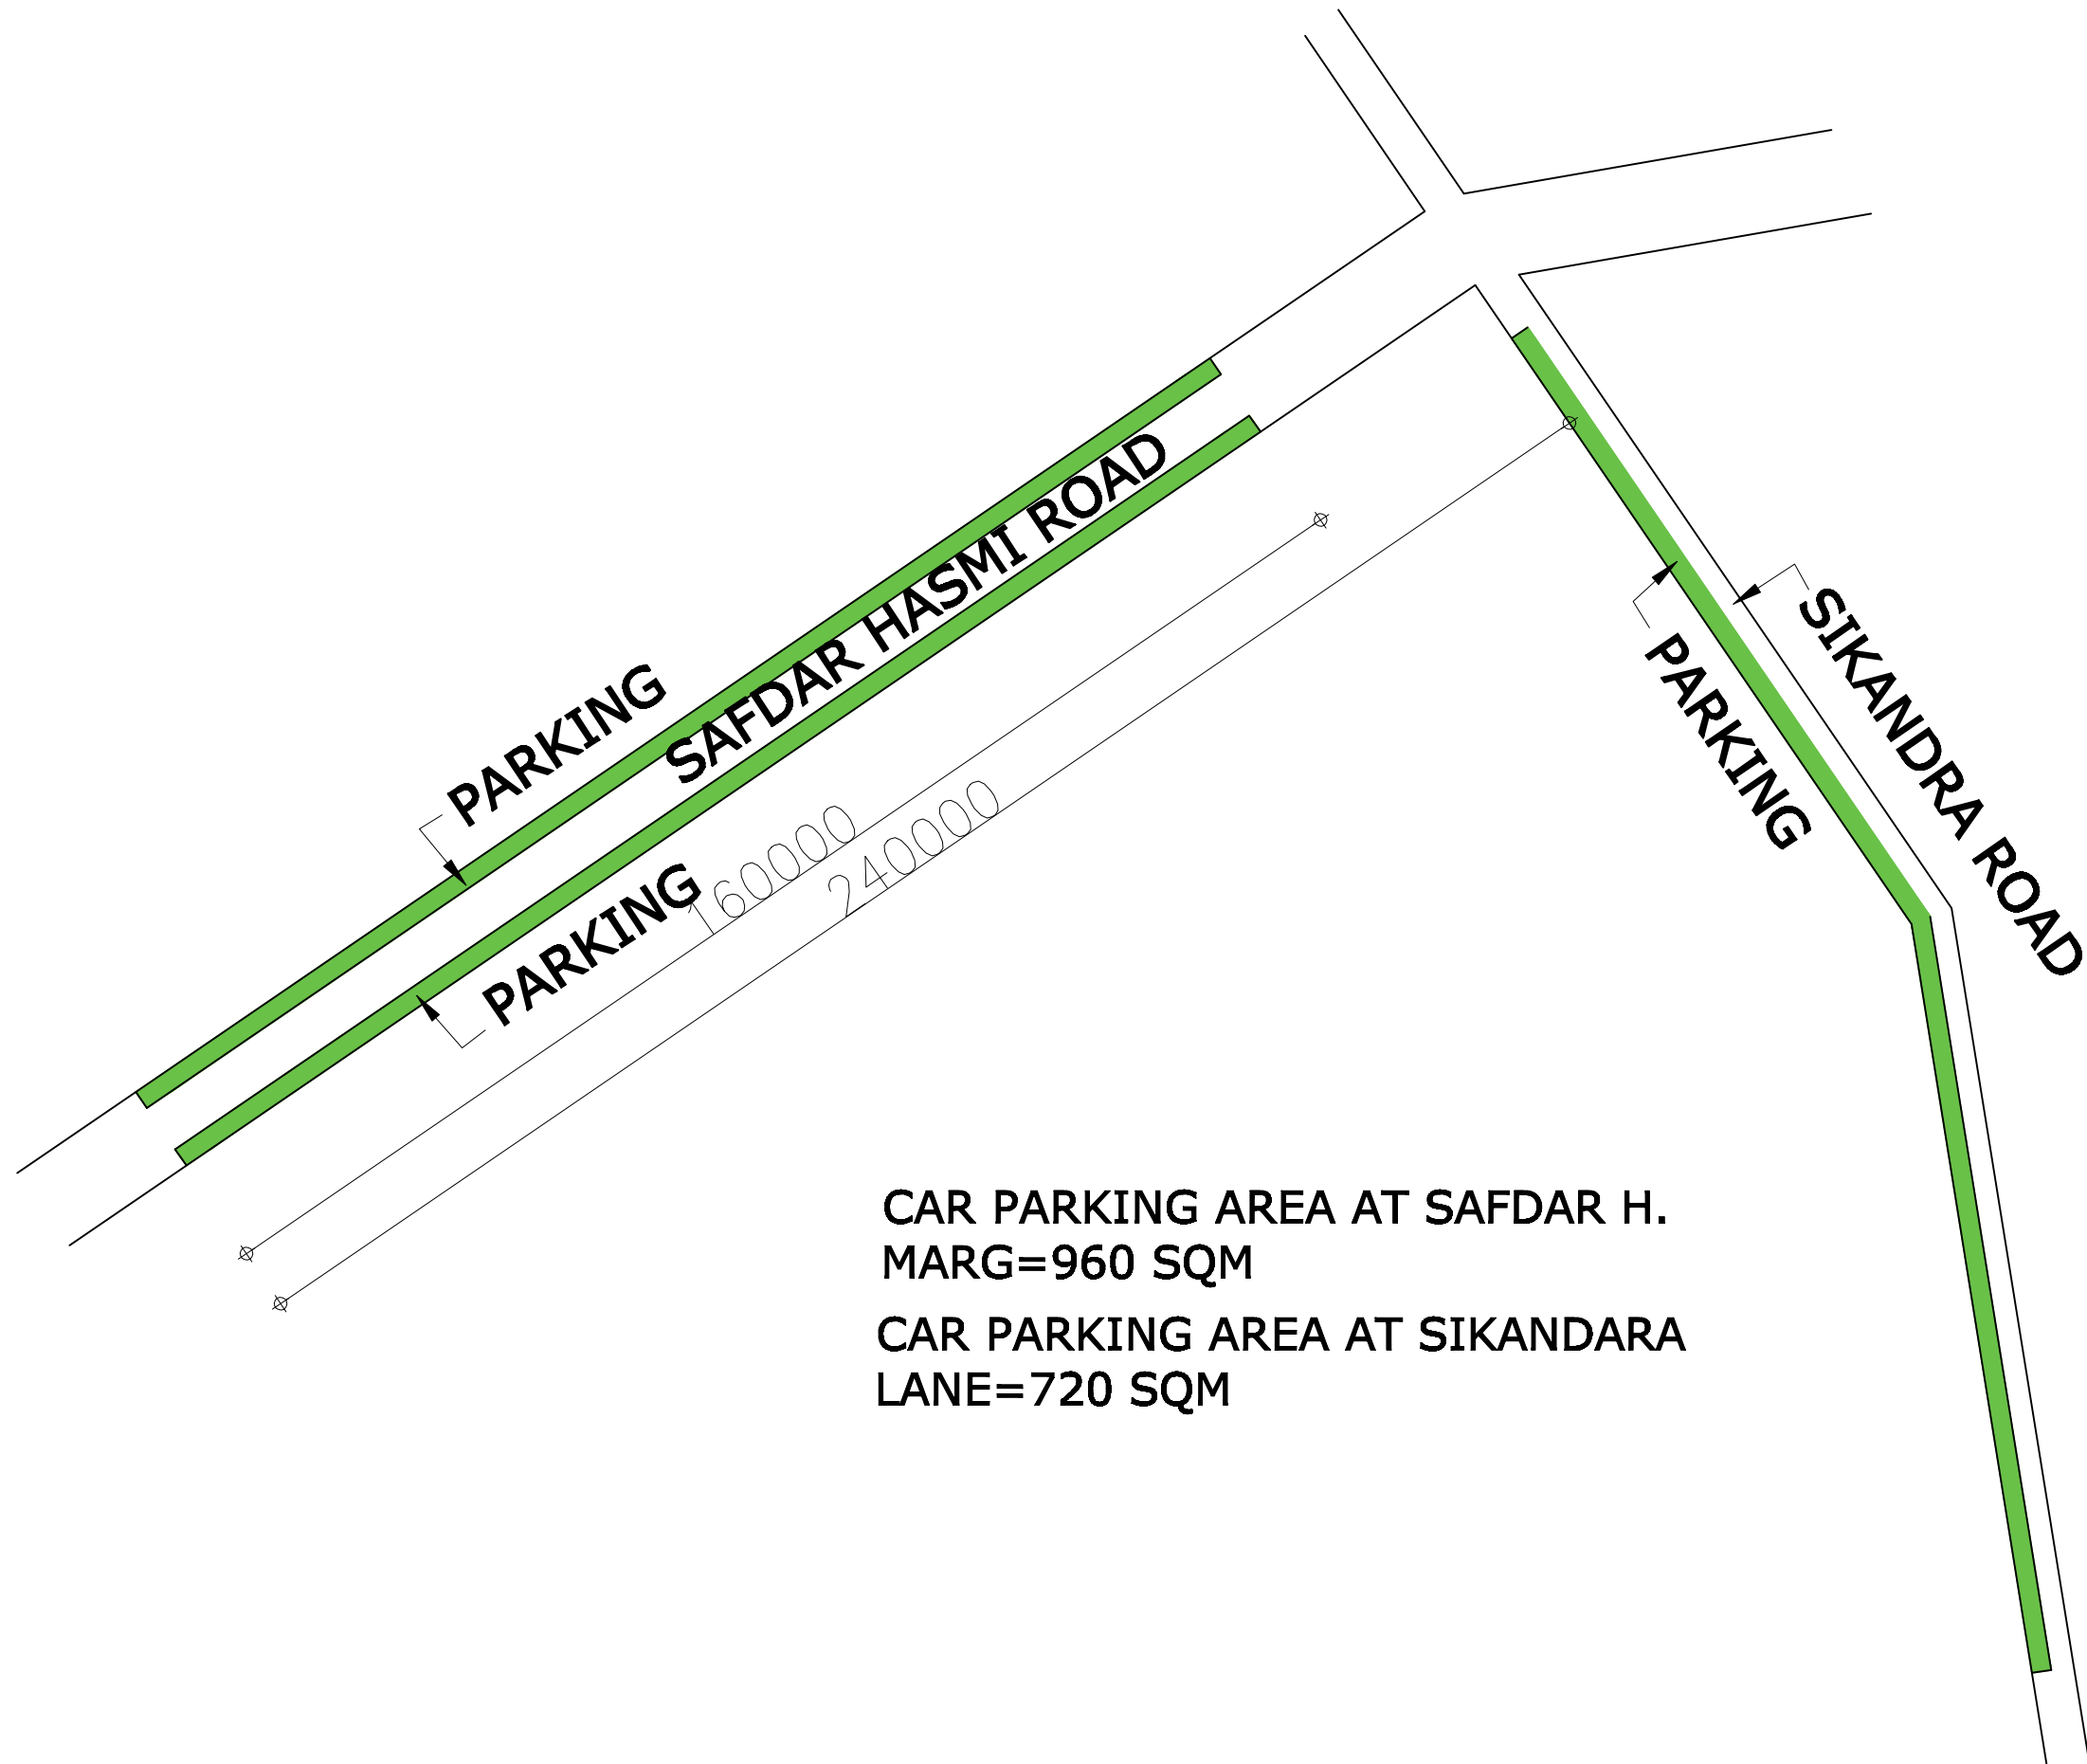 PARKING
SAFDAR HASMI ROAD
PARKING
160000
240000
PARKING
SIKANDRA ROAD
CAR PARKING AREA AT SAFDAR H.
MARG=960 SQM
CAR PARKING AREA AT SIKANDARA
LANE=720 SQM